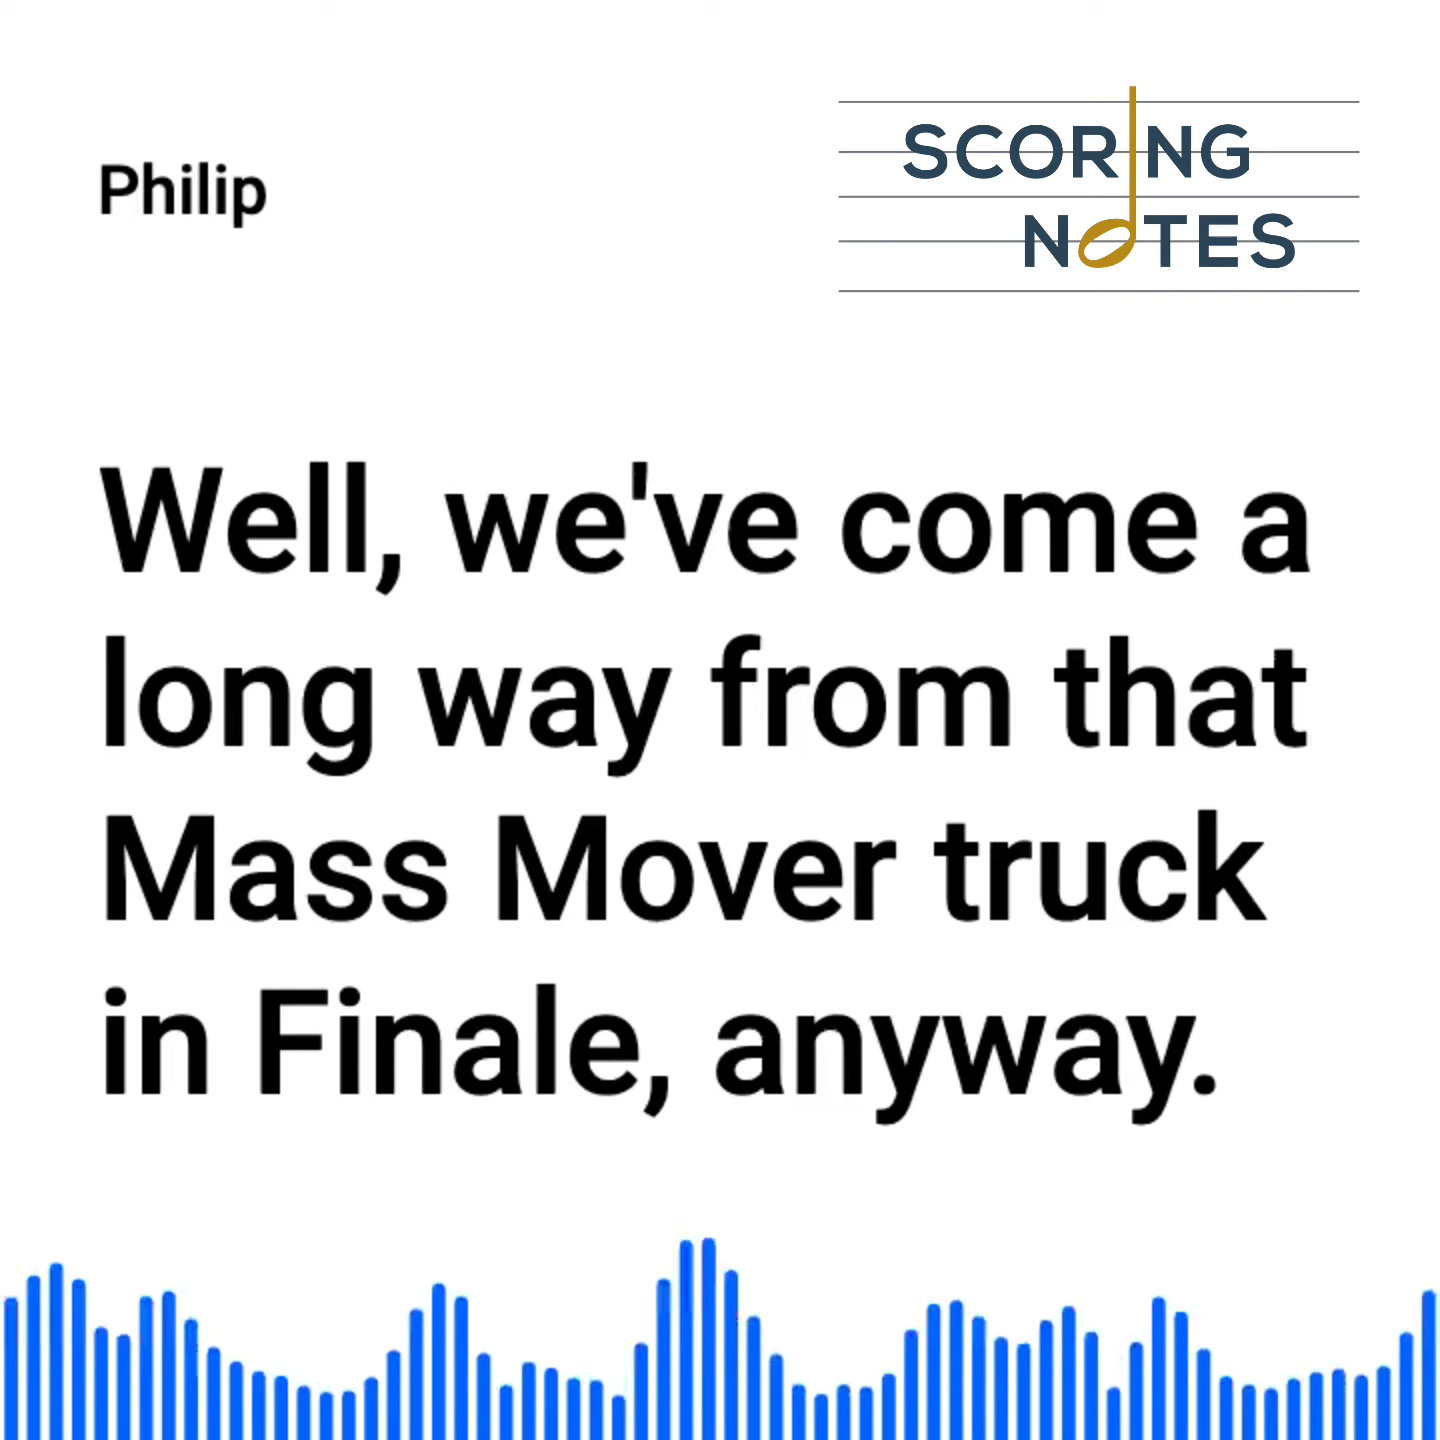 Philip
SCORING
NOTES
Well, we've come a
long way from that
Mass Mover truck
in Finale, anyway.